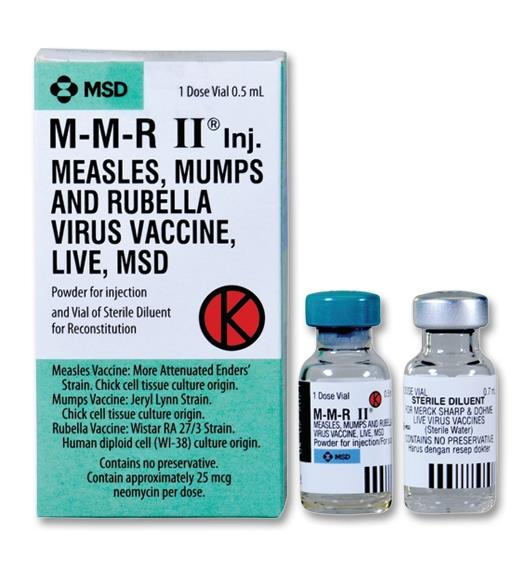 MSD
1 Dose Vial 0.5 mL
M-M-R II® Inj.
MEASLES, MUMPS
AND RUBELLA
VIRUS VACCINE,
LIVE, MSD
Powder for injection
and Vial of Sterile Diluent
for Reconstitution
K
Measles Vaccine: More Attenuated Enders'
Strain. Chick cell tissue culture origin.
Mumps Vaccine: Jeryl Lynn Strain.
Chick cell tissue culture origin.
Rubella Vaccine: Wistar RA 27/3 Strain.
Human diploid cell (WI-38) culture origin.
Contains no preservative.
Contain approximately 25 mcg
neomycin per dose.
1 Dose Vial 0.5
M-M-R II®
MEASLES, MUMPS AND RUBE
VIRUS VACCINE, LIVE, MSD
Powder for injection/For su
MSD
DOSE VIAL 0.7 m
STERILE DILUENT
FOR MERCK SHARP & DOHME
LIVE VIRUS VACCINES
(Sterile Water)
CONTAINS NO PRESERVATIVE
Harus dengan resep dokter